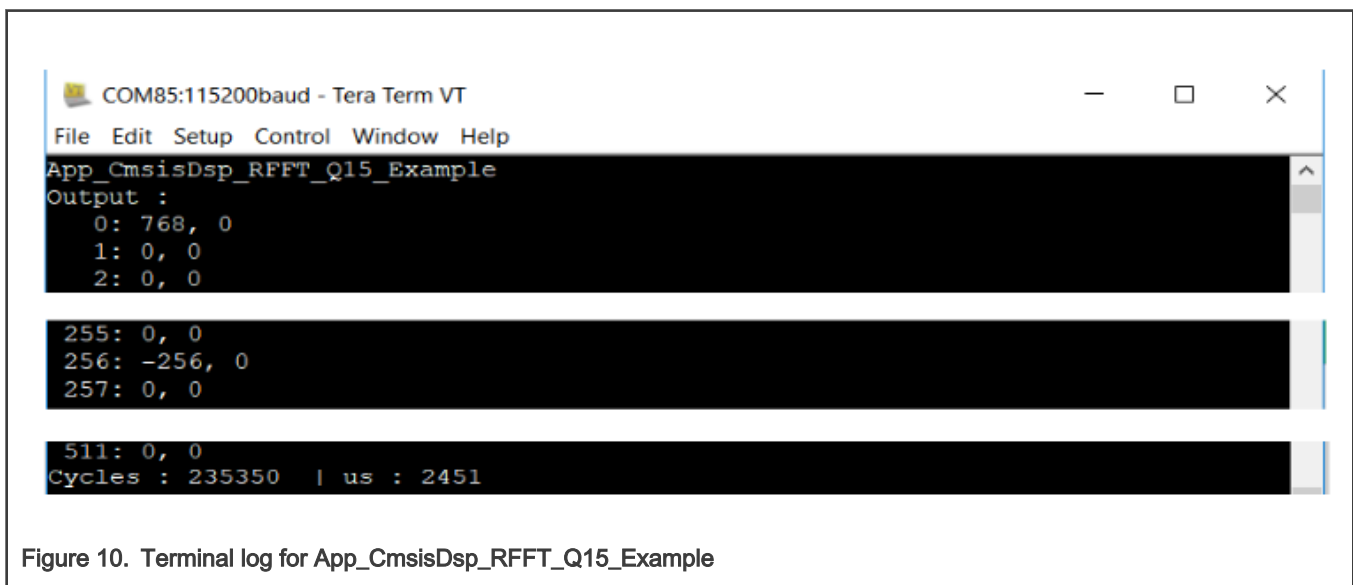 COM85:115200baud - Tera Term VT
File Edit Setup Control Window Help
App_CmsisDsp_RFFT_Q15_Example
Output :
0: 768, 0
1: 0, 0
2: 0, 0
255: 0, 0
256: -256, 0
257: 0, 0
511: 0, 0
Cycles : 235350 | us : 2451
Figure 10. Terminal log for App_CmsisDsp_RFFT_Q15_Example